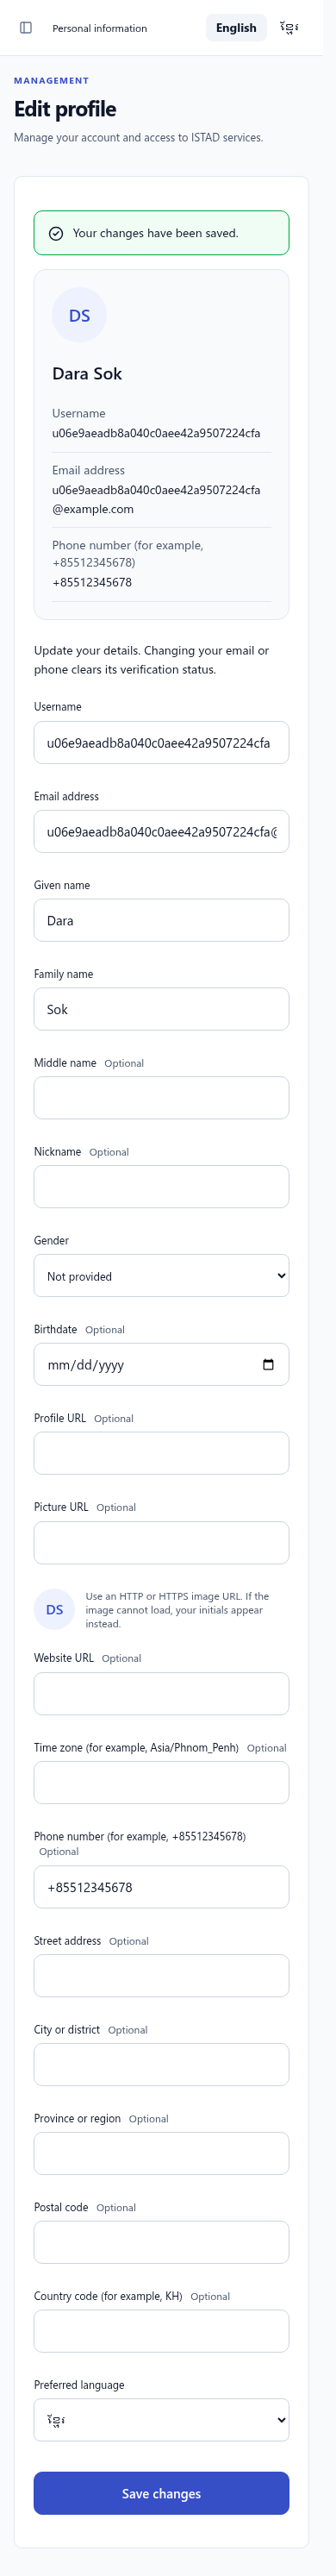 Personal information
English
ខ្មែរ
MANAGEMENT
Edit profile
Manage your account and access to ISTAD services.
Your changes have been saved.
DS
Dara Sok
Username
u06e9aeadb8a040c0aee42a9507224cfa
Email address
u06e9aeadb8a040c0aee42a9507224cfa
@example.com
Phone number (for example,
+85512345678)
+85512345678
Update your details. Changing your email or
phone clears its verification status.
Username
u06e9aeadb8a040c0aee42a9507224cfa
Email address
u06e9aeadb8a040c0aee42a9507224cfa@
Given name
Dara
Family name
Sok
Middle name Optional
Nickname Optional
Gender
Not provided
Birthdate Optional
mm/dd/yyyy
Profile URL Optional
Picture URL Optional
DS
Use an HTTP or HTTPS image URL. If the
image cannot load, your initials appear
instead.
Website URL Optional
Time zone (for example, Asia/Phnom_Penh) Optional
Phone number (for example, +85512345678)
Optional
+85512345678
Street address Optional
City or district Optional
Province or region Optional
Postal code Optional
Country code (for example, KH) Optional
Preferred language
ខ្មែរ
Save changes